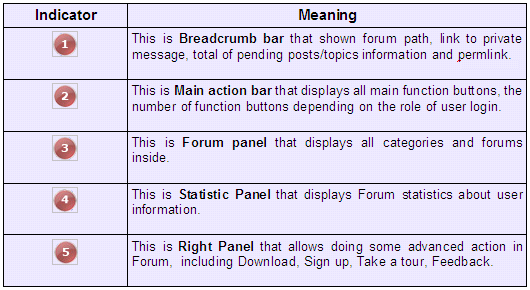 Indicator Meaning
1
This is Breadcrumb bar that shown forum path, link to private
message, total of pending posts/topics information and permlink.
2
This is Main action bar that displays all main function buttons, the
number of function buttons depending on the role of user login.
3
This is Forum panel that displays all categories and forums
inside.
4
This is Statistic Panel that displays Forum statistics about user
information.
5
This is Right Panel that allows doing some advanced action in
Forum, including Download, Sign up, Take a tour, Feedback.